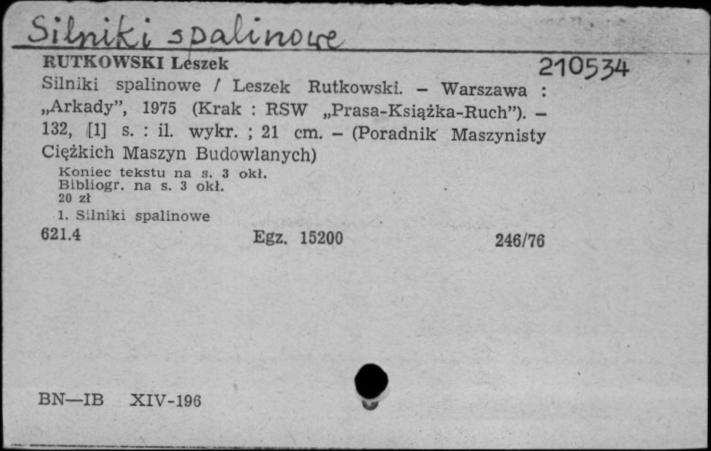 Silniki spalinowe
RUTKOWSKI Leszek
210534
Silniki spalinowe / Leszek Rutkowski. — Warszawa :
„Arkady”, 1975 (Krak : RSW „Prasa-Książka-Ruch”). —
132, [1] s. : il. wykr. ; 21 cm. — (Poradnik Maszynisty
Ciężkich Maszyn Budowlanych)
Koniec tekstu na s. 3 okł.
Bibliogr. na s. 3 okł.
20 zł
1. Silniki spalinowe
621.4 Egz. 15200 246/76
BN—IB XIV-196